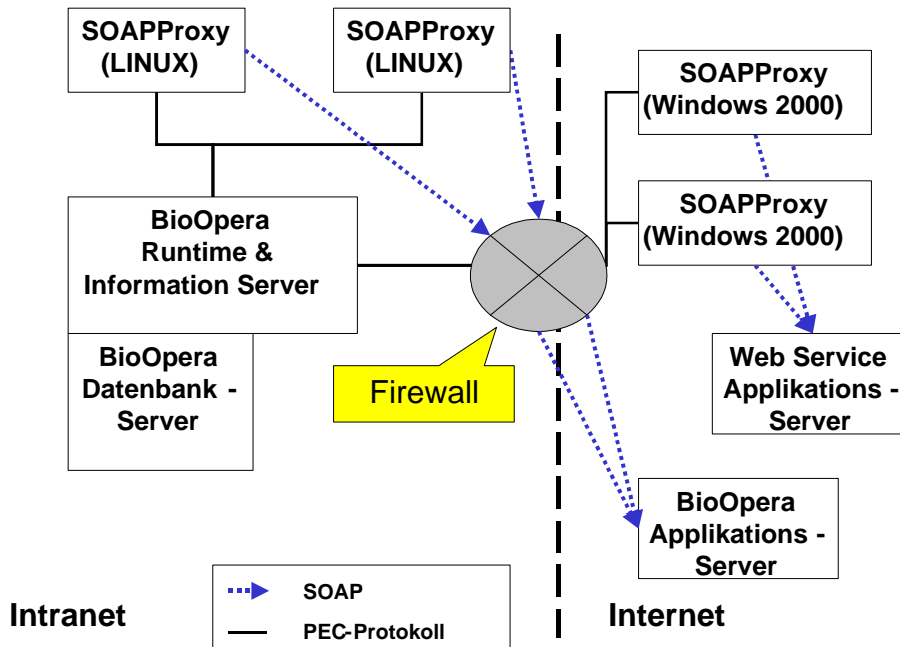 SOAPProxy
(LINUX)
SOAPProxy
(LINUX)
SOAPProxy
(Windows 2000)
SOAPProxy
(Windows 2000)
BioOpera
Runtime &
Information Server
BioOpera
Datenbank -
Server
Firewall
Web Service
Applikations -
Server
BioOpera
Applikations -
Server
SOAP
PEC-Protokoll
Intranet
Internet